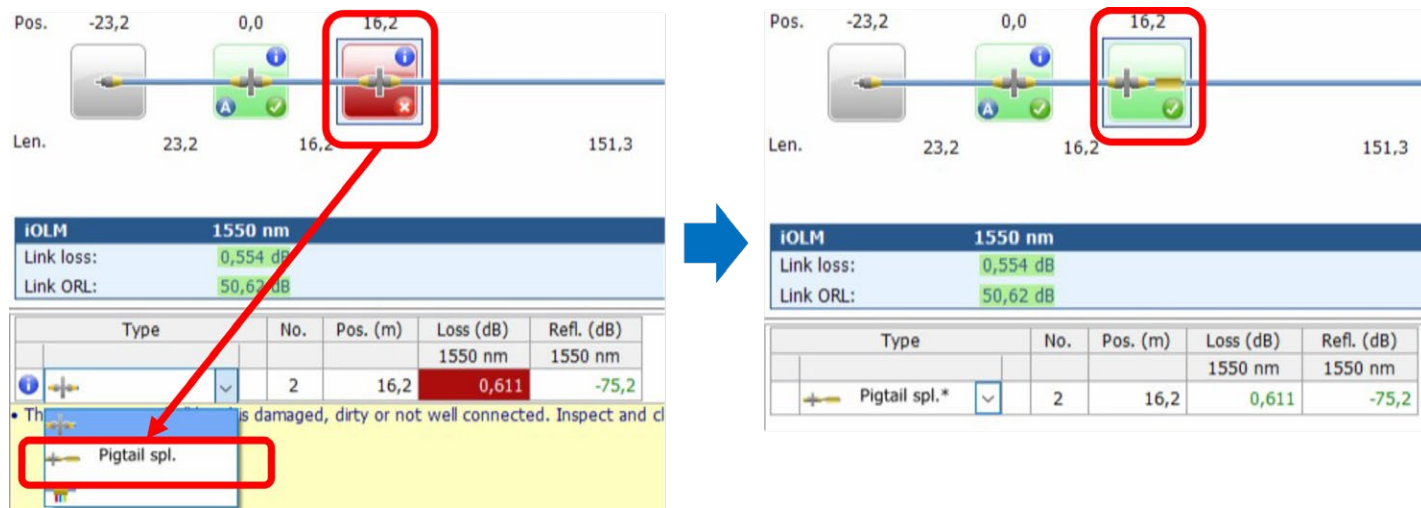 Pos. -23,2 0,0 16,2
A
Len. 23,2 16,2 151,3
iOLM 1550 nm
Link loss: 0,554 dB
Link ORL: 50,62 dB
Type No. Pos. (m) Loss (dB) Refl. (dB)
1550 nm 1550 nm
2 16,2 0,611 -75,2
• Th is damaged, dirty or not well connected. Inspect and cl
Pigtail spl.
Pos. -23,2 0,0 16,2
A
Len. 23,2 16,2 151,3
iOLM 1550 nm
Link loss: 0,554 dB
Link ORL: 50,62 dB
Type No. Pos. (m) Loss (dB) Refl. (dB)
1550 nm 1550 nm
Pigtail spl.* 2 16,2 0,611 -75,2